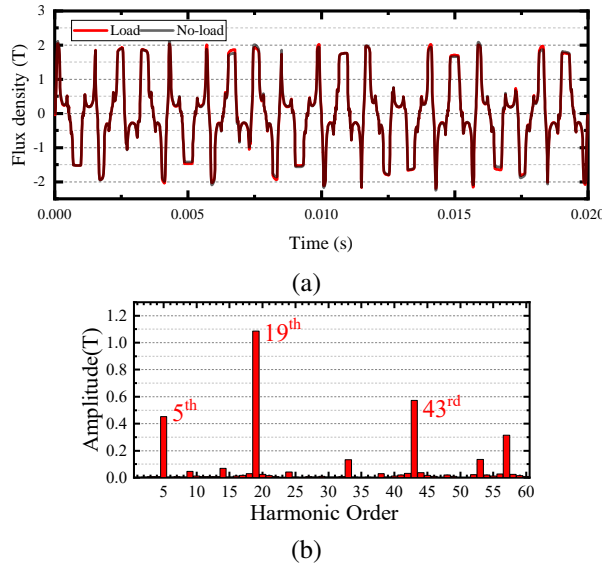 Load No-load
Flux density (T)
3
2
1
0
-1
-2
0.000 0.005 0.010 0.015 0.020
Time (s)
(a)
Amplitude(T)
1.2
1.0
0.8
0.6
0.4
0.2
0.0
19th
5th
43rd
5 10 15 20 25 30 35 40 45 50 55 60
Harmonic Order
(b)